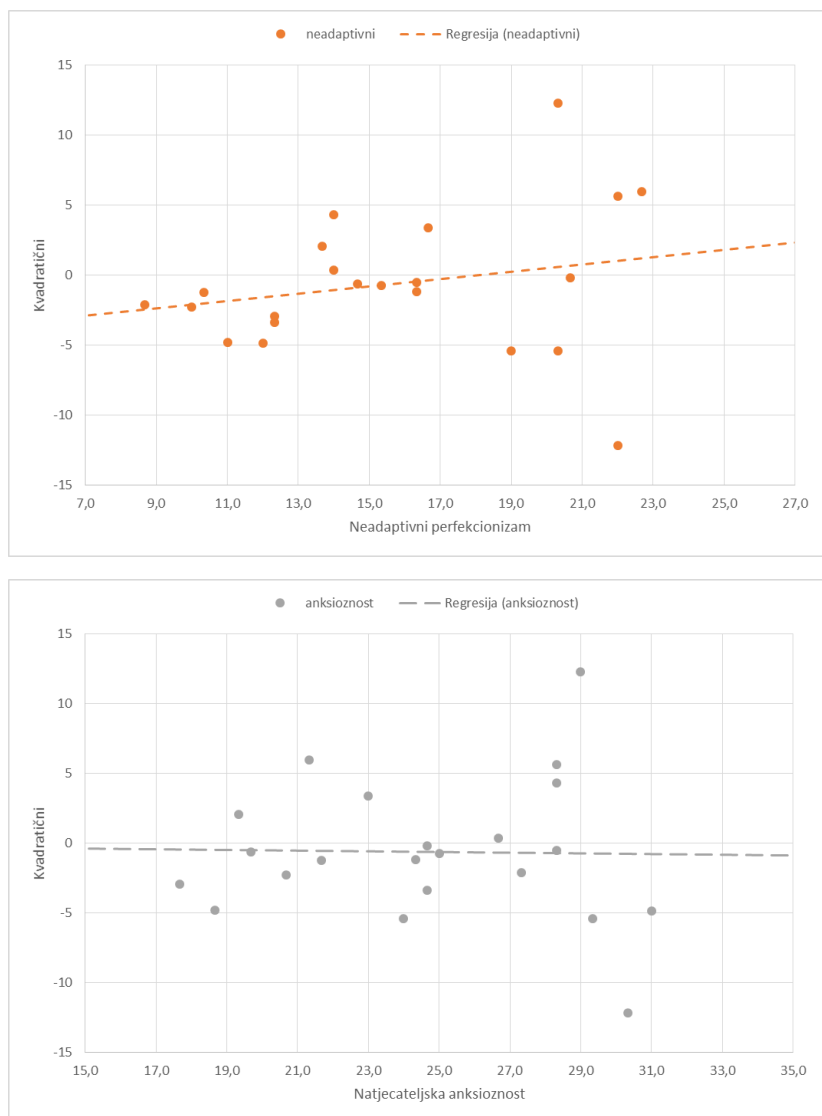 neadaptivni Regresija (neadaptivni)
15
10
5
0
-5
-10
-15
Kvadratični
7,0 9,0 11,0 13,0 15,0 17,0 19,0 21,0 23,0 25,0 27,0
Neadaptivni perfekcionizam
anksioznost Regresija (anksioznost)
15
10
5
0
-5
-10
-15
Kvadratični
15,0 17,0 19,0 21,0 23,0 25,0 27,0 29,0 31,0 33,0 35,0
Natjecateljska anksioznost